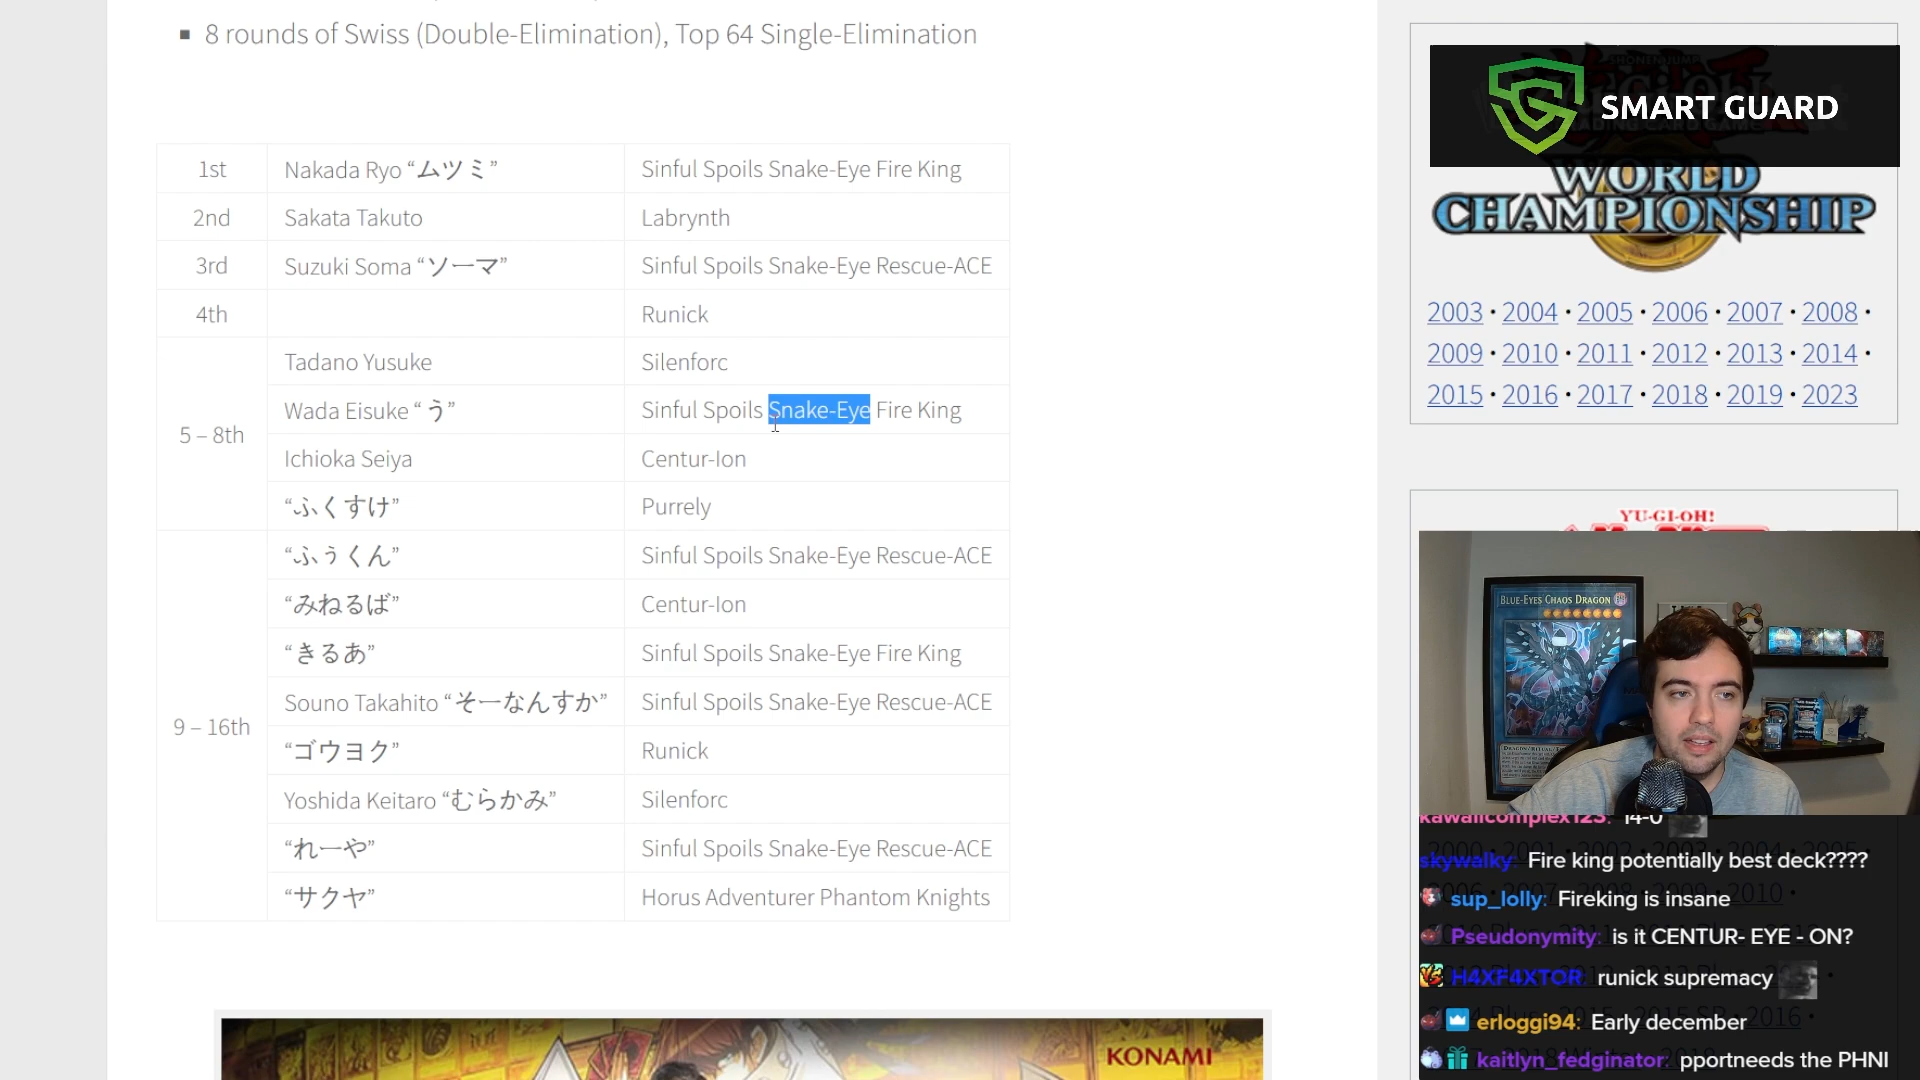 8 rounds of Swiss (Double-Elimination), Top 64 Single-Elimination
1st Nakada Ryo “ムツミ” Sinful Spoils Snake-Eye Fire King
2nd Sakata Takuto Labrynth
3rd Suzuki Soma “ソーマ” Sinful Spoils Snake-Eye Rescue-ACE
4th Runick
5 – 8th
Tadano Yusuke Silenforc
Wada Eisuke “ う” Sinful Spoils Snake-Eye Fire King
Ichioka Seiya Centur-Ion
“ふくすけ” Purrely
9 – 16th
“ふぅくん” Sinful Spoils Snake-Eye Rescue-ACE
“みねるば” Centur-Ion
“きるあ” Sinful Spoils Snake-Eye Fire King
Souno Takahito “そーなんすか” Sinful Spoils Snake-Eye Rescue-ACE
“ゴウヨク” Runick
Yoshida Keitaro “むらかみ” Silenforc
“れーや” Sinful Spoils Snake-Eye Rescue-ACE
“サクヤ” Horus Adventurer Phantom Knights
KONAMI
SMART GUARD
WORLD
CHAMPIONSHIP
2003 • 2004 • 2005 • 2006 • 2007 • 2008 •
2009 • 2010 • 2011 • 2012 • 2013 • 2014 •
2015 • 2016 • 2017 • 2018 • 2019 • 2023
YU-GI-OH!
BLUE-EYES CHAOS DRAGON
kawaiicomplex123: 14-0
skywalky: Fire king potentially best deck????
sup_lolly: Fireking is insane
Pseudonymity: is it CENTUR- EYE - ON?
H4XF4XTOR: runick supremacy
erloggi94: Early december
kaitlyn_fedginator: pportneeds the PHNI